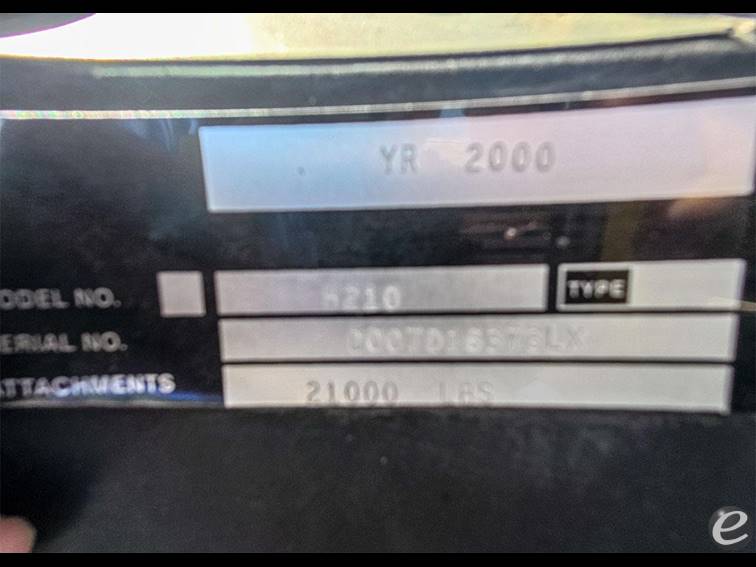 YR 2000
ODEL NO. H210 TYPE
ERIAL NO.
ATTACHMENTS 21000 LBS
e